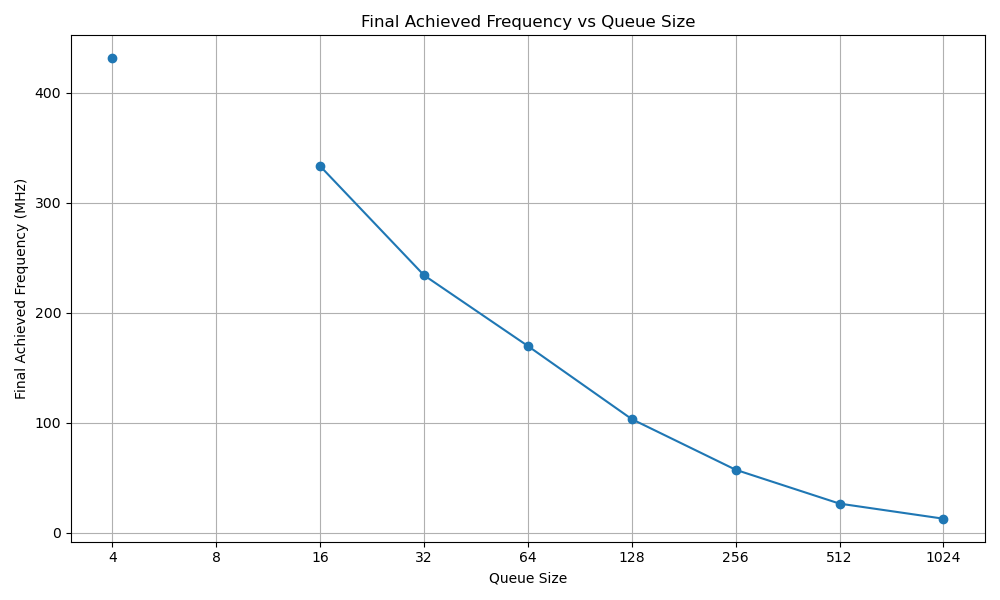 Final Achieved Frequency vs Queue Size
Final Achieved Frequency (MHz)
400
300
200
100
0
4 8 16 32 64 128 256 512 1024
Queue Size